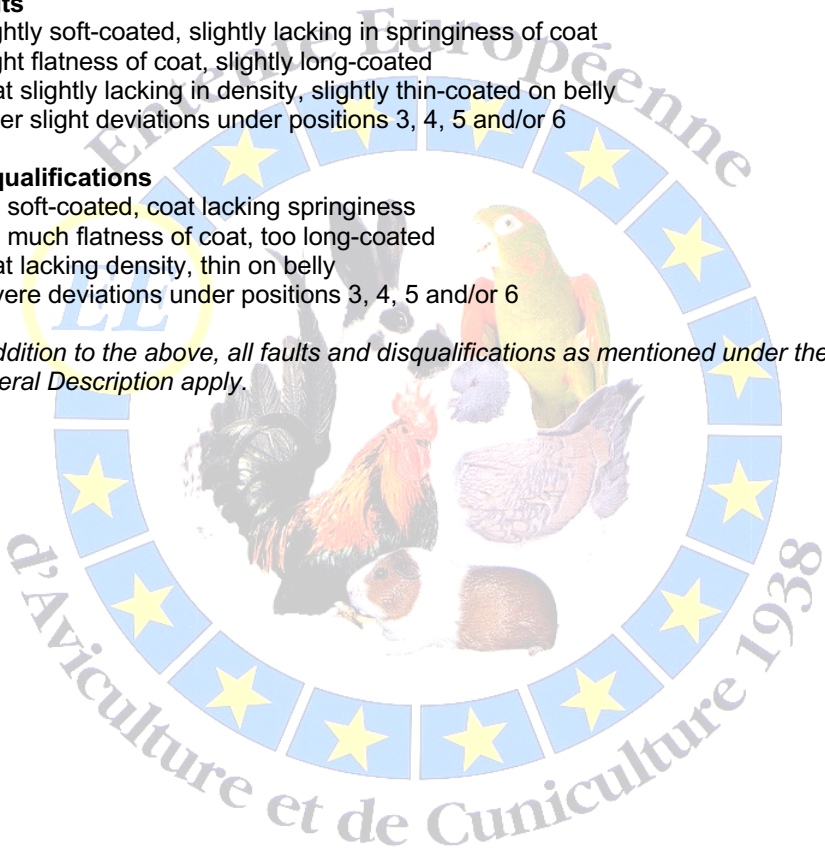 lts
ghtly soft-coated, slightly lacking in springiness of coat
ght flatness of coat, slightly long-coated
at slightly lacking in density, slightly thin-coated on belly
er slight deviations under positions 3, 4, 5 and/or 6
qualifications
soft-coated, coat lacking springiness
much flatness of coat, too long-coated
at lacking density, thin on belly
vere deviations under positions 3, 4, 5 and/or 6
ddition to the above, all faults and disqualifications as mentioned under the
eral Description apply.
Entente Européenne
EE
d'Aviculture et de Cuniculture 1938